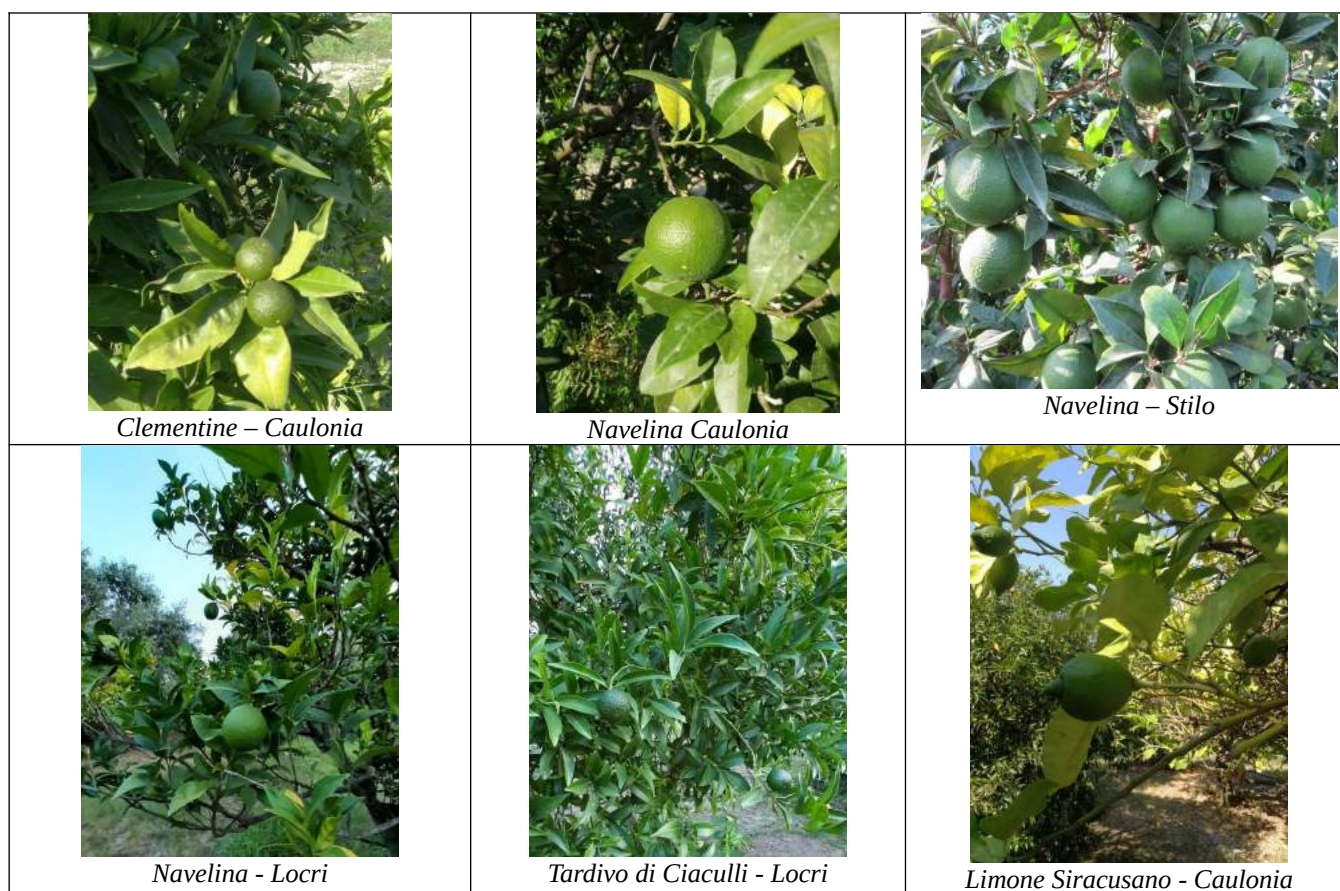 Clementine – Caulonia
Navelina Caulonia
Navelina – Stilo
Navelina - Locri
Tardivo di Ciaculli - Locri
Limone Siracusano - Caulonia